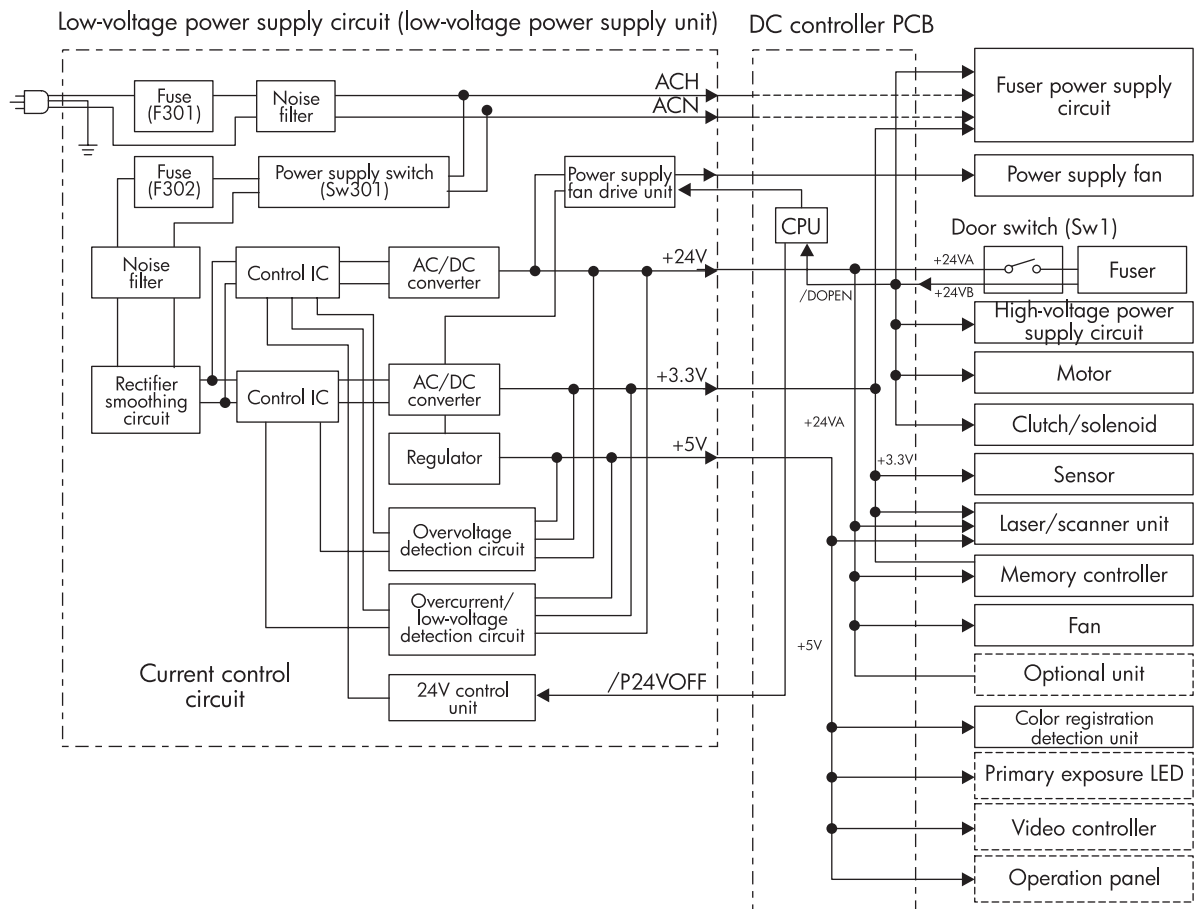 Low-voltage power supply circuit (low-voltage power supply unit)
DC controller PCB
Fuse
(F301)
Noise
filter
ACH
ACN
Fuser power supply
circuit
Fuse
(F302)
Power supply switch
(Sw301)
Power supply
fan drive unit
Power supply fan
CPU
Door switch (Sw1)
Noise
filter
Control IC
AC/DC
converter
+24V
+24VA
Fuser
/DOPEN
+24VB
High-voltage power
supply circuit
Rectifier
smoothing
circuit
Control IC
AC/DC
converter
+3.3V
Motor
+24VA
Clutch/solenoid
Regulator
+5V
+3.3V
Sensor
Overvoltage
detection circuit
Laser/scanner unit
Memory controller
Overcurrent/
low-voltage
detection circuit
Fan
+5V
Current control
circuit
24V control
unit
/P24VOFF
Optional unit
Color registration
detection unit
Primary exposure LED
Video controller
Operation panel